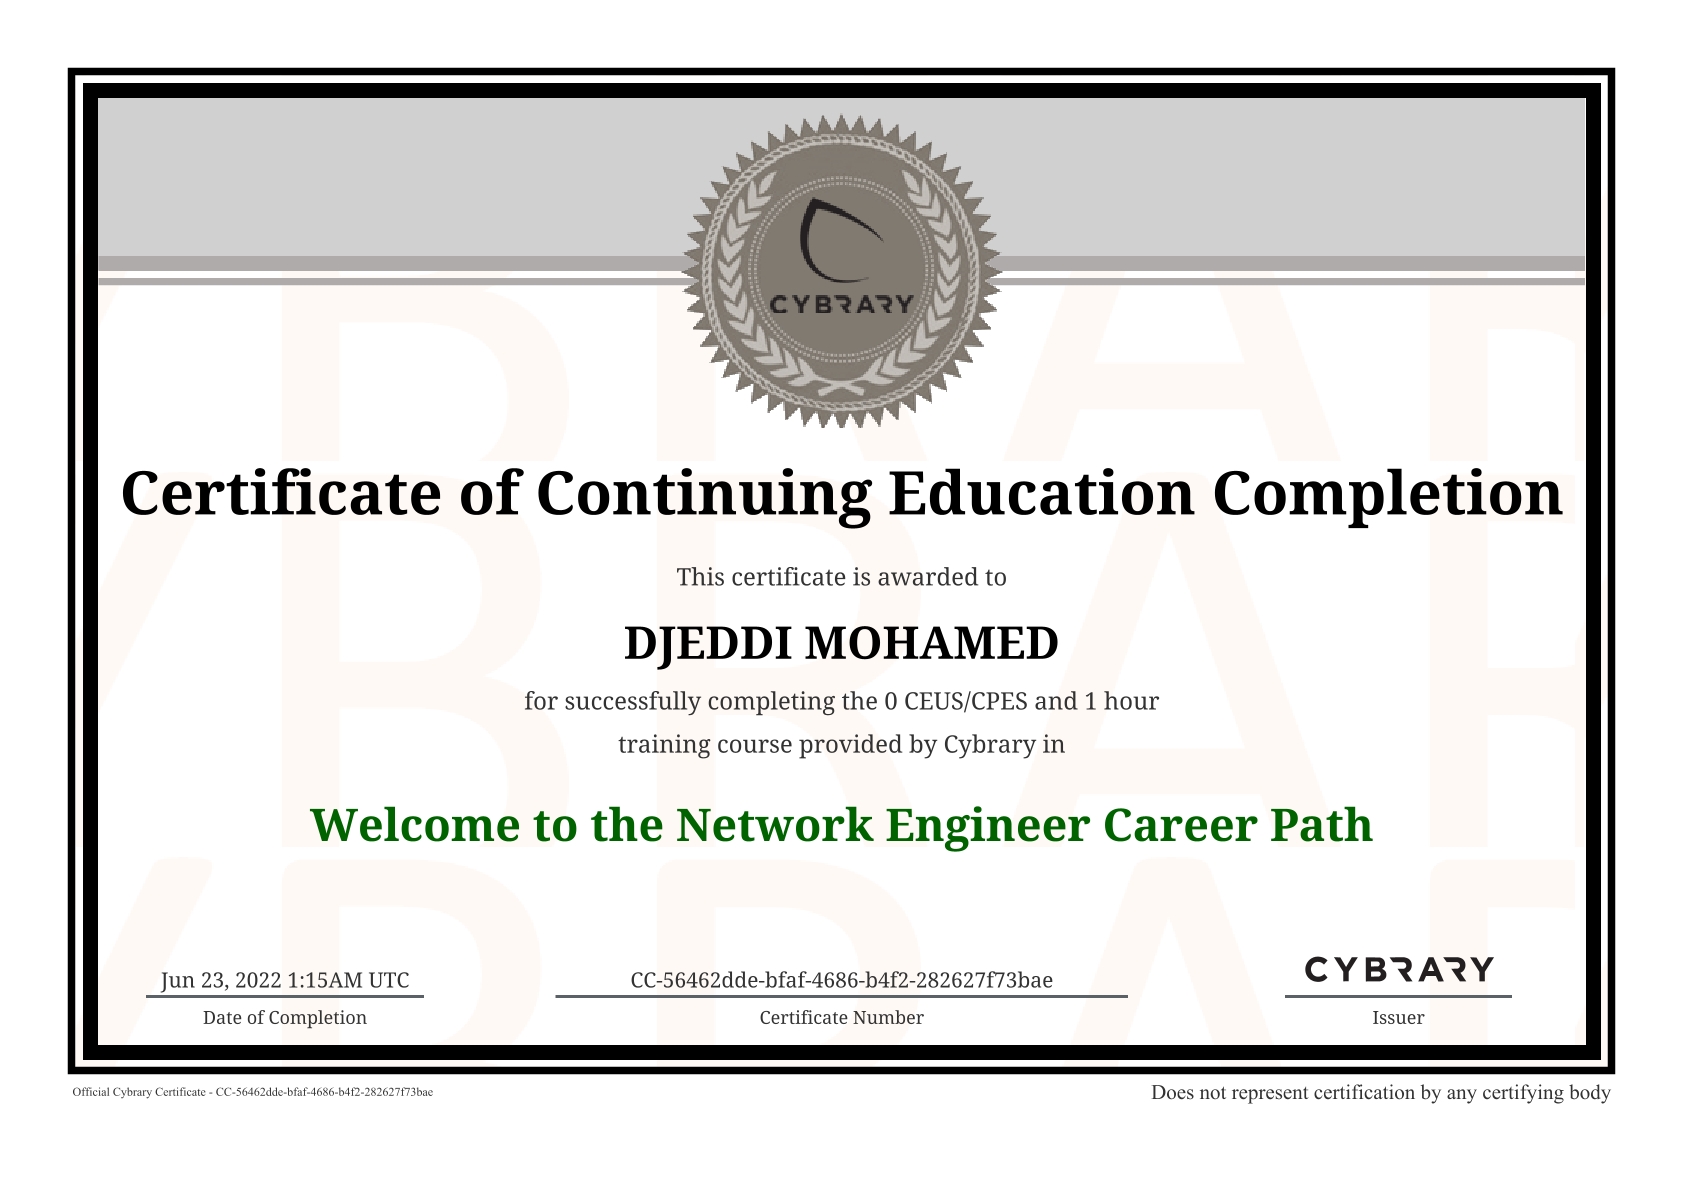 CYBRARY
Certificate of Continuing Education Completion
This certificate is awarded to
DJEDDI MOHAMED
for successfully completing the 0 CEUS/CPES and 1 hour
training course provided by Cybrary in
Welcome to the Network Engineer Career Path
Jun 23, 2022 1:15AM UTC
Date of Completion
CC-56462dde-bfaf-4686-b4f2-282627f73bae
Certificate Number
CYBRARY
Issuer
Official Cybrary Certificate - CC-56462dde-bfaf-4686-b4f2-282627f73bae
Does not represent certification by any certifying body